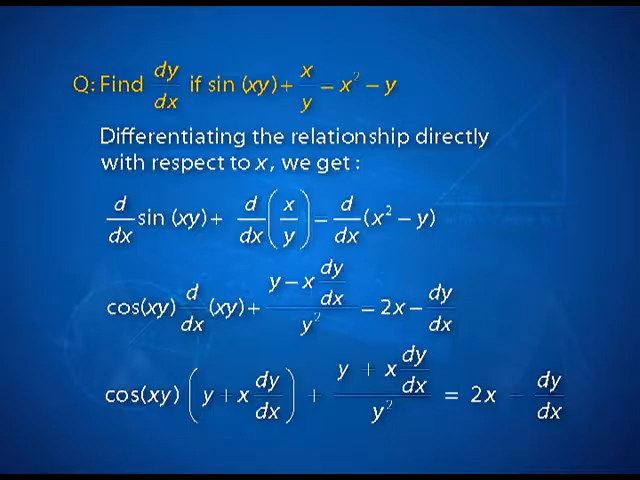 Q: Find dy/dx if sin (xy) + x/y = x² − y
Differentiating the relationship directly
with respect to x, we get :
d/dx sin (xy) + d/dx (x/y) = d/dx (x² − y)
cos(xy) d/dx (xy) + (y − x dy/dx)/y² = 2x − dy/dx
cos(xy) (y + x dy/dx) + (y + x dy/dx)/y² = 2x − dy/dx